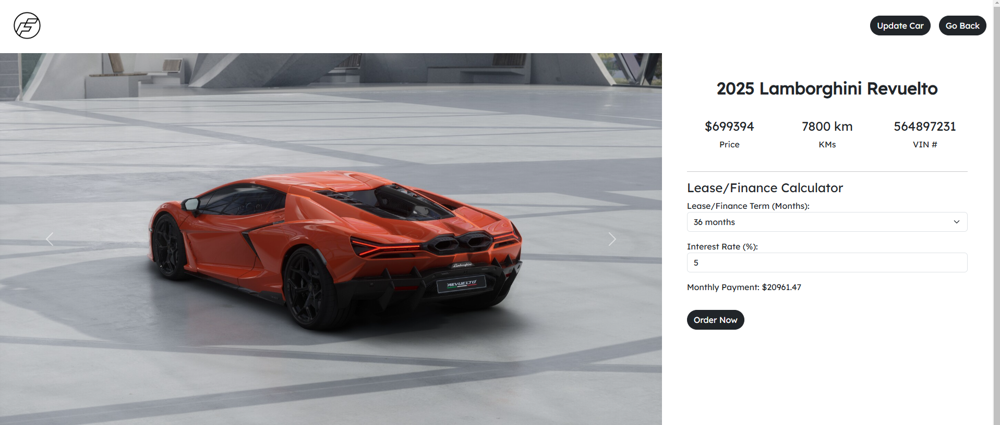 Update Car
Go Back
2025 Lamborghini Revuelto
$699394
7800 km
564897231
Price
KMs
VIN #
Lease/Finance Calculator
Lease/Finance Term (Months):
36 months
Interest Rate (%):
5
Monthly Payment: $20961.47
Order Now
Lamborghini
REVUELTO